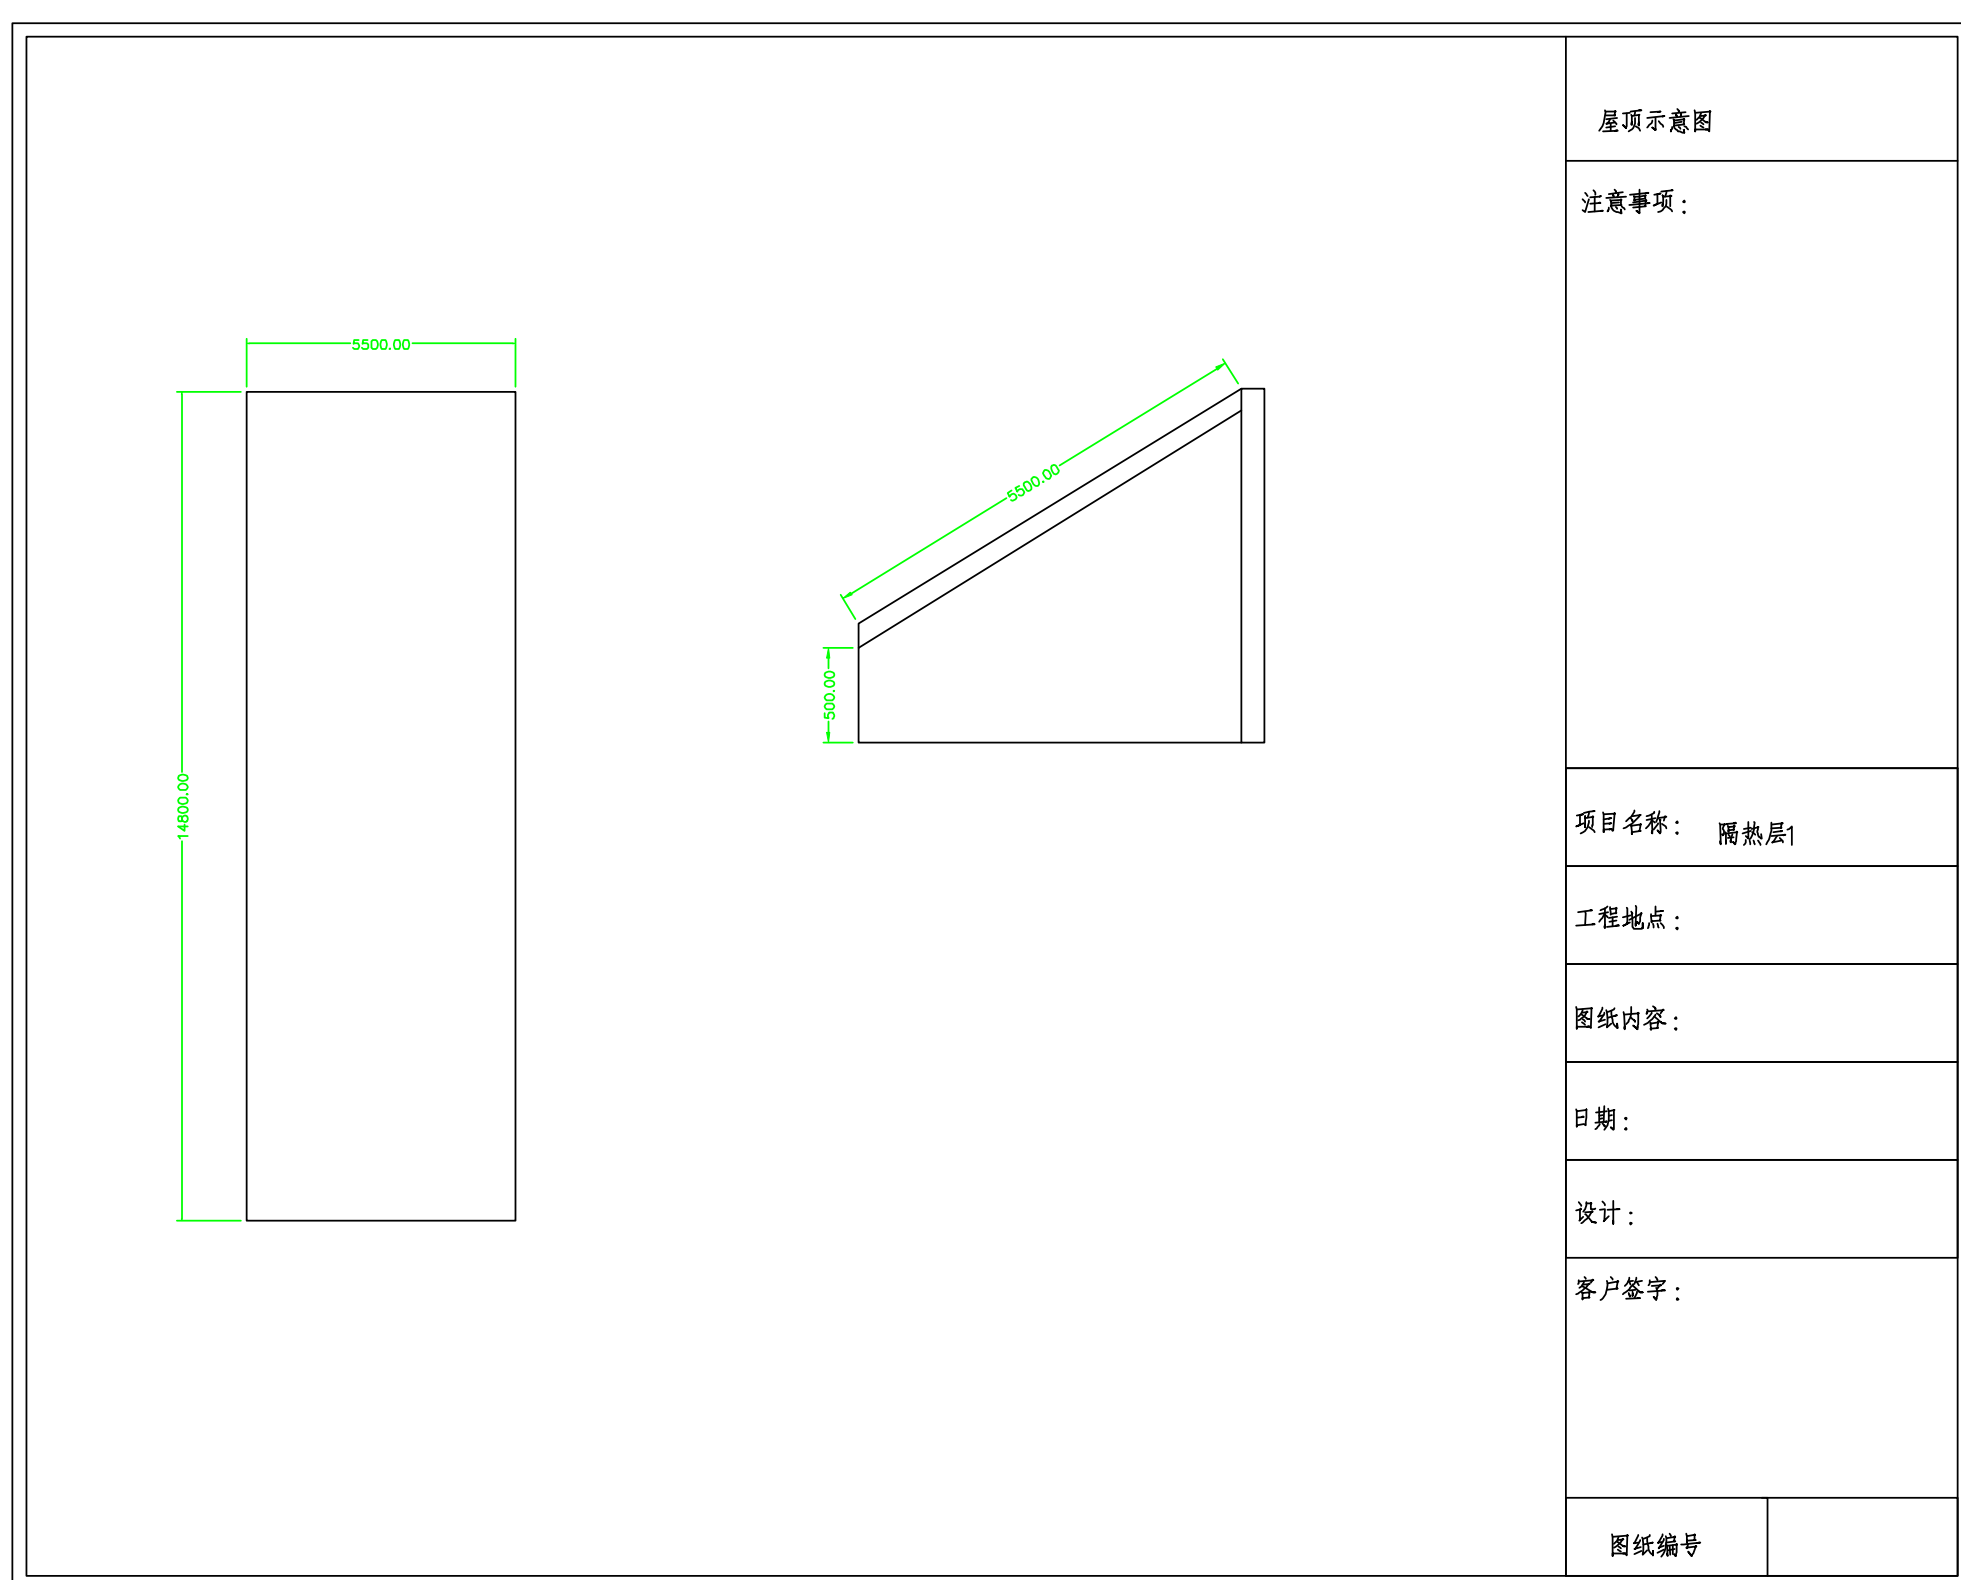 5500.00
14800.00
5500.00
500.00
屋顶示意图
注意事项：
项目名称： 隔热层1
工程地点：
图纸内容：
日期：
设计：
客户签字：
图纸编号